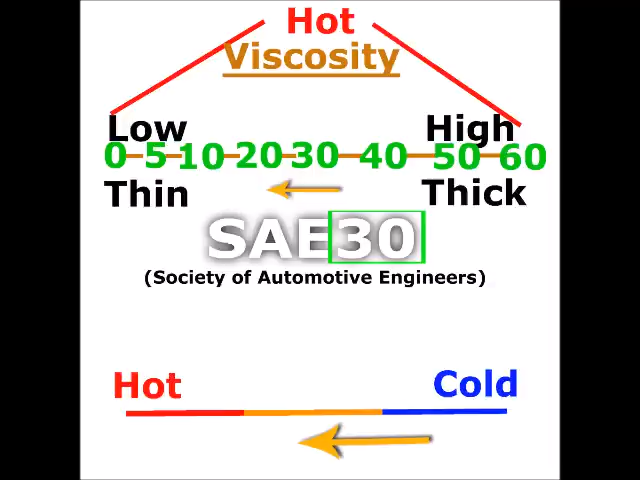 Hot
Viscosity
Low High
0 5 10 20 30 40 50 60
Thin Thick
SAE30
(Society of Automotive Engineers)
Hot Cold